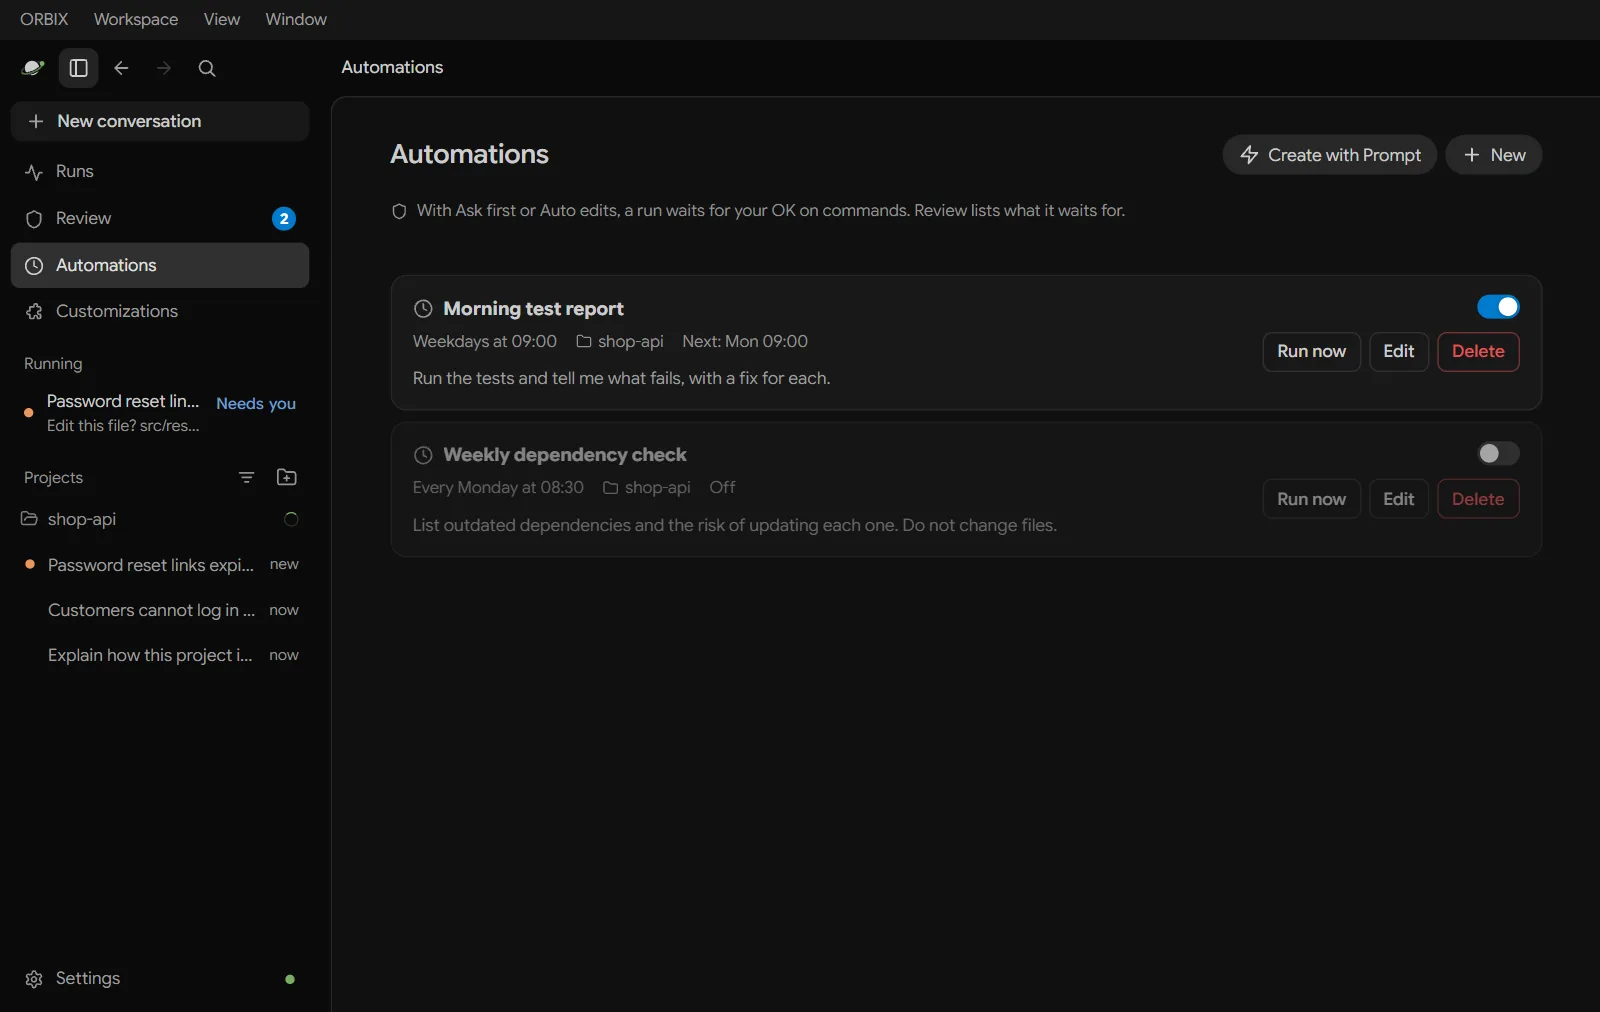 ORBIX Workspace View Window
Automations
New conversation
Runs
Review 2
Automations
Customizations
Running
Password reset lin... Needs you
Edit this file? src/res...
Projects
shop-api
Password reset links expi... new
Customers cannot log in ... now
Explain how this project i... now
Settings
Automations
Create with Prompt
New
With Ask first or Auto edits, a run waits for your OK on commands. Review lists what it waits for.
Morning test report
Weekdays at 09:00 shop-api Next: Mon 09:00
Run the tests and tell me what fails, with a fix for each.
Run now Edit Delete
Weekly dependency check
Every Monday at 08:30 shop-api Off
List outdated dependencies and the risk of updating each one. Do not change files.
Run now Edit Delete